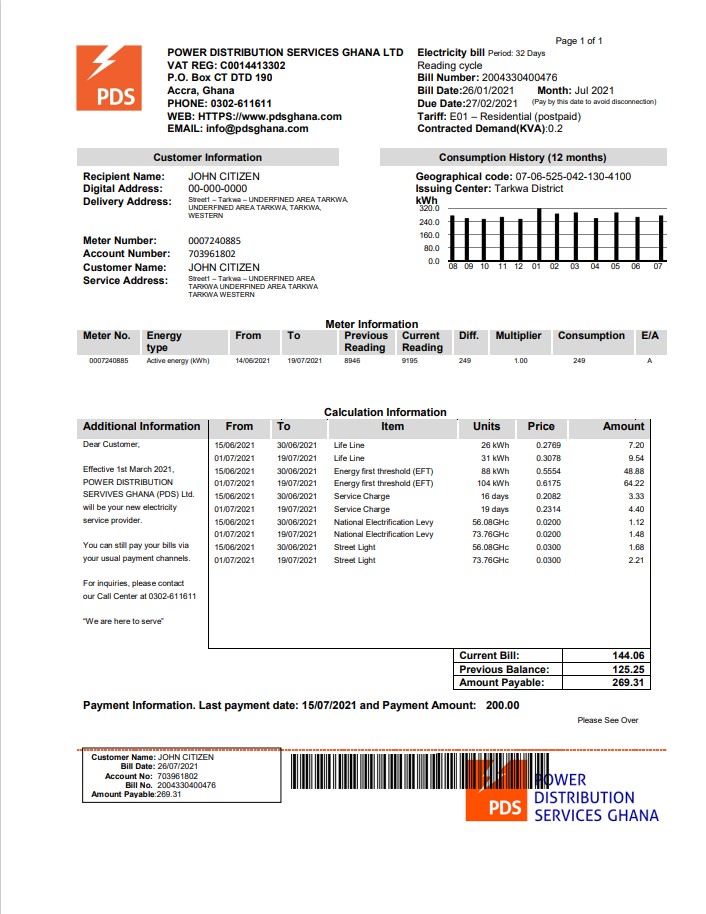 Page 1 of 1
PDS
POWER DISTRIBUTION SERVICES GHANA LTD
VAT REG: C0014413302
P.O. Box CT DTD 190
Accra, Ghana
PHONE: 0302-611611
WEB: HTTPS://www.pdsghana.com
EMAIL: info@pdsghana.com
Electricity bill Period: 32 Days
Reading cycle
Bill Number: 2004330400476
Bill Date:26/01/2021 Month: Jul 2021
Due Date:27/02/2021 (Pay by this date to avoid disconnection)
Tariff: E01 – Residential (postpaid)
Contracted Demand(KVA):0.2
Customer Information
Recipient Name: JOHN CITIZEN
Digital Address: 00-000-0000
Delivery Address: Street1 – Tarkwa – UNDERFINED AREA TARKWA,
UNDERFINED AREA TARKWA, TARKWA,
WESTERN
Meter Number: 0007240885
Account Number: 703961802
Customer Name: JOHN CITIZEN
Service Address: Street1 – Tarkwa – UNDERFINED AREA
TARKWA UNDERFINED AREA TARKWA
TARKWA WESTERN
Consumption History (12 months)
Geographical code: 07-06-525-042-130-4100
Issuing Center: Tarkwa District
kWh
320.0
240.0
160.0
80.0
0.0
08 09 10 11 12 01 02 03 04 05 06 07
Meter Information
Meter No. Energy type From To Previous Reading Current Reading Diff. Multiplier Consumption E/A
0007240885 Active energy (kWh) 14/06/2021 19/07/2021 8946 9195 249 1.00 249 A
Calculation Information
Additional Information
Dear Customer,
Effective 1st March 2021,
POWER DISTRIBUTION
SERVIVES GHANA (PDS) Ltd.
will be your new electricity
service provider.
You can still pay your bills via
your usual payment channels.
For inquiries, please contact
our Call Center at 0302-611611
“We are here to serve”
From To Item Units Price Amount
15/06/2021 30/06/2021 Life Line 26 kWh 0.2769 7.20
01/07/2021 19/07/2021 Life Line 31 kWh 0.3078 9.54
15/06/2021 30/06/2021 Energy first threshold (EFT) 88 kWh 0.5554 48.88
01/07/2021 19/07/2021 Energy first threshold (EFT) 104 kWh 0.6175 64.22
15/06/2021 30/06/2021 Service Charge 16 days 0.2082 3.33
01/07/2021 19/07/2021 Service Charge 19 days 0.2314 4.40
15/06/2021 30/06/2021 National Electrification Levy 56.08GHc 0.0200 1.12
01/07/2021 19/07/2021 National Electrification Levy 73.76GHc 0.0200 1.48
15/06/2021 30/06/2021 Street Light 56.08GHc 0.0300 1.68
01/07/2021 19/07/2021 Street Light 73.76GHc 0.0300 2.21
Current Bill: 144.06
Previous Balance: 125.25
Amount Payable: 269.31
Payment Information. Last payment date: 15/07/2021 and Payment Amount: 200.00
Please See Over
Customer Name: JOHN CITIZEN
Bill Date: 26/07/2021
Account No: 703961802
Bill No. 2004330400476
Amount Payable:269.31
PDS
POWER
DISTRIBUTION
SERVICES GHANA